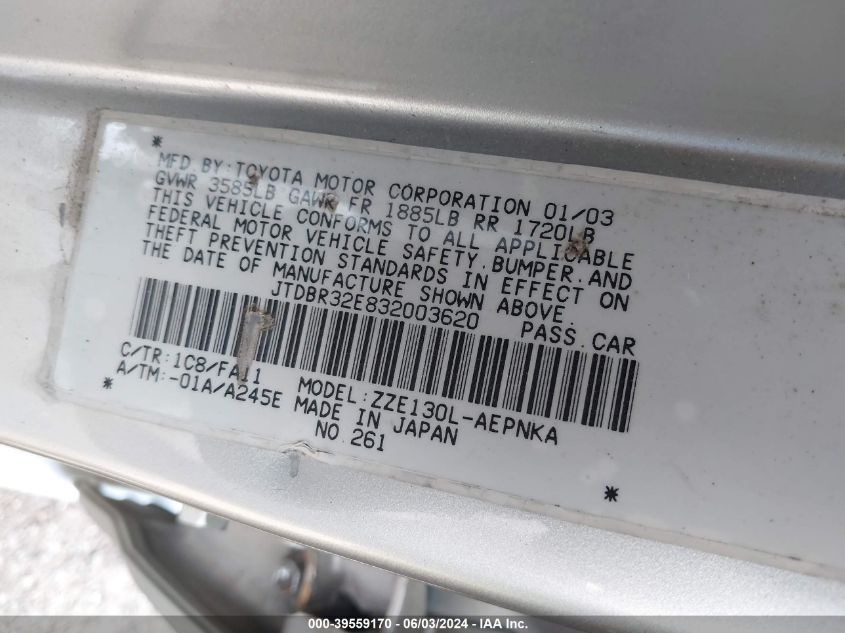 *
MFD BY:TOYOTA MOTOR CORPORATION 01/03
GVWR 3585LB GAWR FR 1885LB RR 1720LB
THIS VEHICLE CONFORMS TO ALL APPLICABLE
FEDERAL MOTOR VEHICLE SAFETY,BUMPER,AND
THEFT PREVENTION STANDARDS IN EFFECT ON
THE DATE OF MANUFACTURE SHOWN ABOVE.
JTDBR32E832003620 PASS.CAR
C/TR:1C8/FA11 MODEL:ZZE130L-AEPNKA
A/TM:-01A/A245E MADE IN JAPAN
* NO.261 *
000-39559170 - 06/03/2024 - IAAI, Inc.